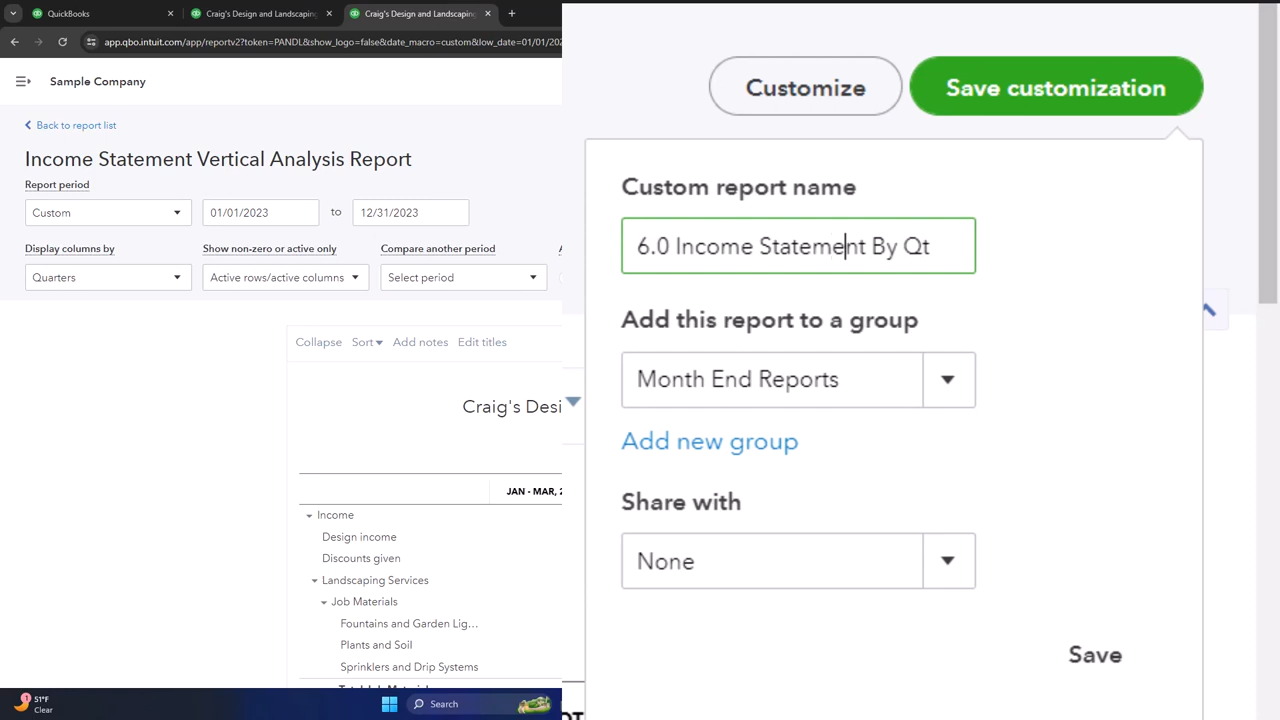 QuickBooks
Craig's Design and Landscaping
Craig's Design and Landscaping
app.qbo.intuit.com/app/reportv2?token=PANDL&show_logo=false&date_macro=custom&low_date=01/01/202
Sample Company
Back to report list
Income Statement Vertical Analysis Report
Report period
Custom
01/01/2023
to
12/31/2023
Display columns by
Show non-zero or active only
Compare another period
Quarters
Active rows/active columns
Select period
Collapse
Sort
Add notes
Edit titles
Craig's Desi
JAN - MAR, 2
Income
Design income
Discounts given
Landscaping Services
Job Materials
Fountains and Garden Lig…
Plants and Soil
Sprinklers and Drip Systems
1
51°F
Clear
Search
Customize
Save customization
Custom report name
6.0 Income Statement By Qt
Add this report to a group
Month End Reports
Add new group
Share with
None
Save